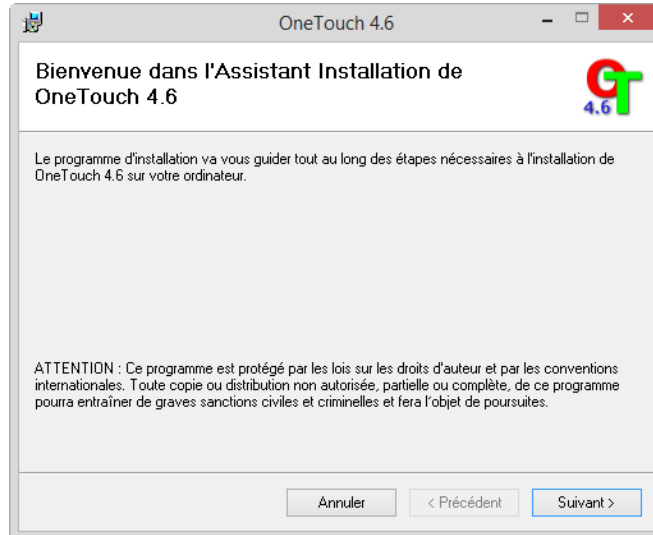 OneTouch 4.6
Bienvenue dans l'Assistant Installation de
OneTouch 4.6
OT
4.6
Le programme d'installation va vous guider tout au long des étapes nécessaires à l'installation de
OneTouch 4.6 sur votre ordinateur.
ATTENTION : Ce programme est protégé par les lois sur les droits d'auteur et par les conventions
internationales. Toute copie ou distribution non autorisée, partielle ou complète, de ce programme
pourra entraîner de graves sanctions civiles et criminelles et fera l'objet de poursuites.
Annuler
< Précédent
Suivant >